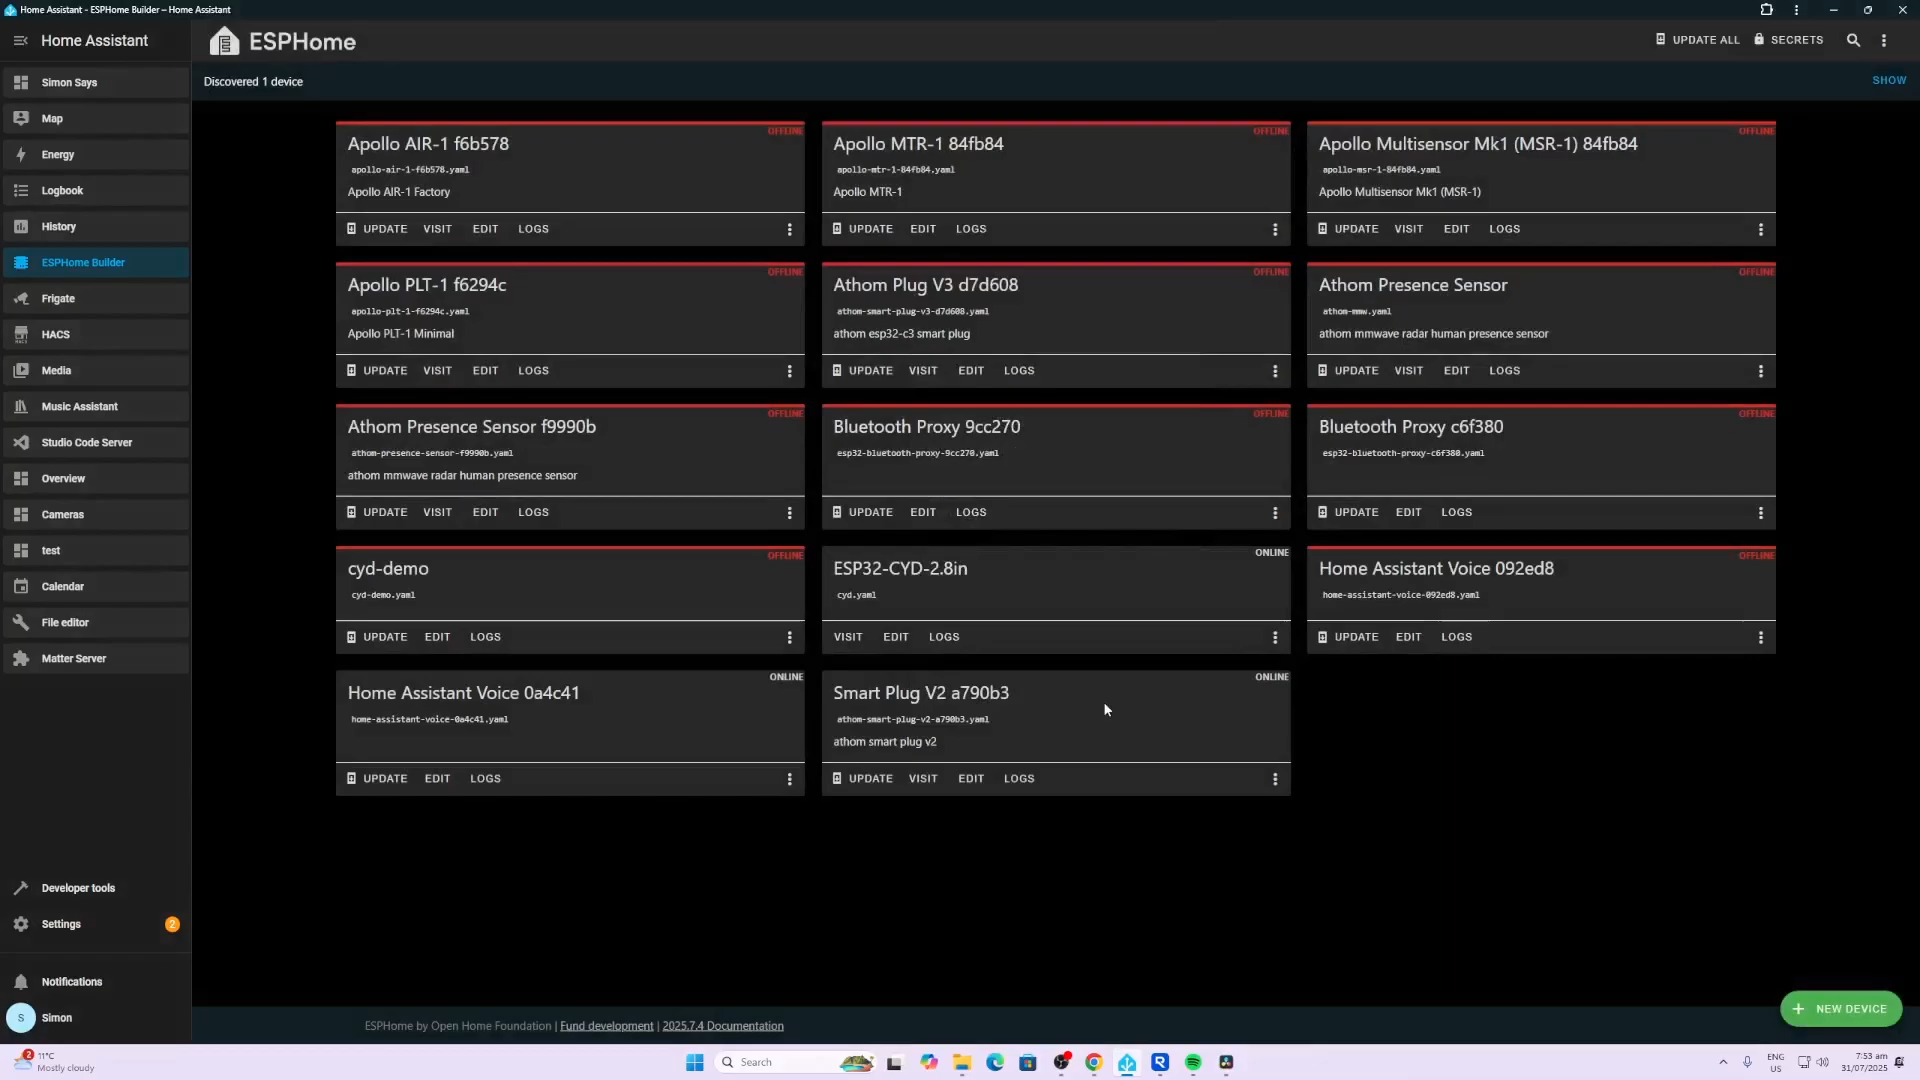 Home Assistant - ESPHome Builder – Home Assistant
Home Assistant
ESPHome
UPDATE ALL
SECRETS
Discovered 1 device
SHOW
Simon Says
Map
Energy
Logbook
History
ESPHome Builder
Frigate
HACS
Media
Music Assistant
Studio Code Server
Overview
Cameras
test
Calendar
File editor
Matter Server
Developer tools
Settings 2
Notifications
S Simon
OFFLINE
Apollo AIR-1 f6b578
apollo-air-1-f6b578.yaml
Apollo AIR-1 Factory
UPDATE VISIT EDIT LOGS
OFFLINE
Apollo MTR-1 84fb84
apollo-mtr-1-84fb84.yaml
Apollo MTR-1
UPDATE EDIT LOGS
OFFLINE
Apollo Multisensor Mk1 (MSR-1) 84fb84
apollo-msr-1-84fb84.yaml
Apollo Multisensor Mk1 (MSR-1)
UPDATE VISIT EDIT LOGS
OFFLINE
Apollo PLT-1 f6294c
apollo-plt-1-f6294c.yaml
Apollo PLT-1 Minimal
UPDATE VISIT EDIT LOGS
OFFLINE
Athom Plug V3 d7d608
athom-smart-plug-v3-d7d608.yaml
athom esp32-c3 smart plug
UPDATE VISIT EDIT LOGS
OFFLINE
Athom Presence Sensor
athom-mmw.yaml
athom mmwave radar human presence sensor
UPDATE VISIT EDIT LOGS
OFFLINE
Athom Presence Sensor f9990b
athom-presence-sensor-f9990b.yaml
athom mmwave radar human presence sensor
UPDATE VISIT EDIT LOGS
OFFLINE
Bluetooth Proxy 9cc270
esp32-bluetooth-proxy-9cc270.yaml
UPDATE EDIT LOGS
OFFLINE
Bluetooth Proxy c6f380
esp32-bluetooth-proxy-c6f380.yaml
UPDATE EDIT LOGS
OFFLINE
cyd-demo
cyd-demo.yaml
UPDATE EDIT LOGS
ONLINE
ESP32-CYD-2.8in
cyd.yaml
VISIT EDIT LOGS
OFFLINE
Home Assistant Voice 092ed8
home-assistant-voice-092ed8.yaml
UPDATE EDIT LOGS
ONLINE
Home Assistant Voice 0a4c41
home-assistant-voice-0a4c41.yaml
UPDATE EDIT LOGS
ONLINE
Smart Plug V2 a790b3
athom-smart-plug-v2-a790b3.yaml
athom smart plug v2
UPDATE VISIT EDIT LOGS
+ NEW DEVICE
ESPHome by Open Home Foundation | Fund development | 2025.7.4 Documentation
2
11°C
Mostly cloudy
Search
ENG
US
7:53 am
31/07/2025